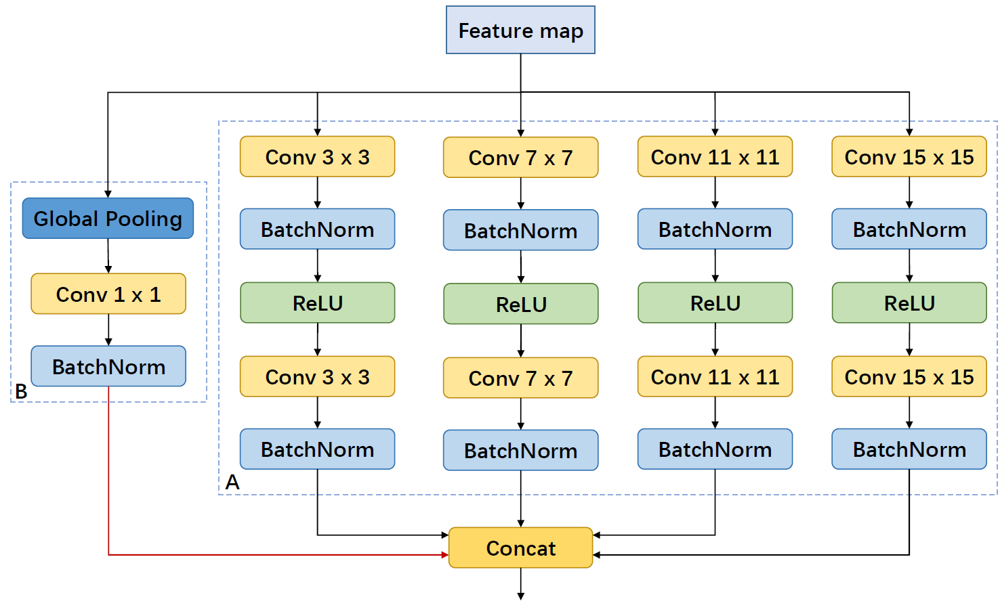 Feature map
Conv 3 x 3
Conv 7 x 7
Conv 11 x 11
Conv 15 x 15
Global Pooling
BatchNorm
BatchNorm
BatchNorm
BatchNorm
Conv 1 x 1
ReLU
ReLU
ReLU
ReLU
BatchNorm
Conv 3 x 3
Conv 7 x 7
Conv 11 x 11
Conv 15 x 15
B
BatchNorm
BatchNorm
BatchNorm
BatchNorm
A
Concat